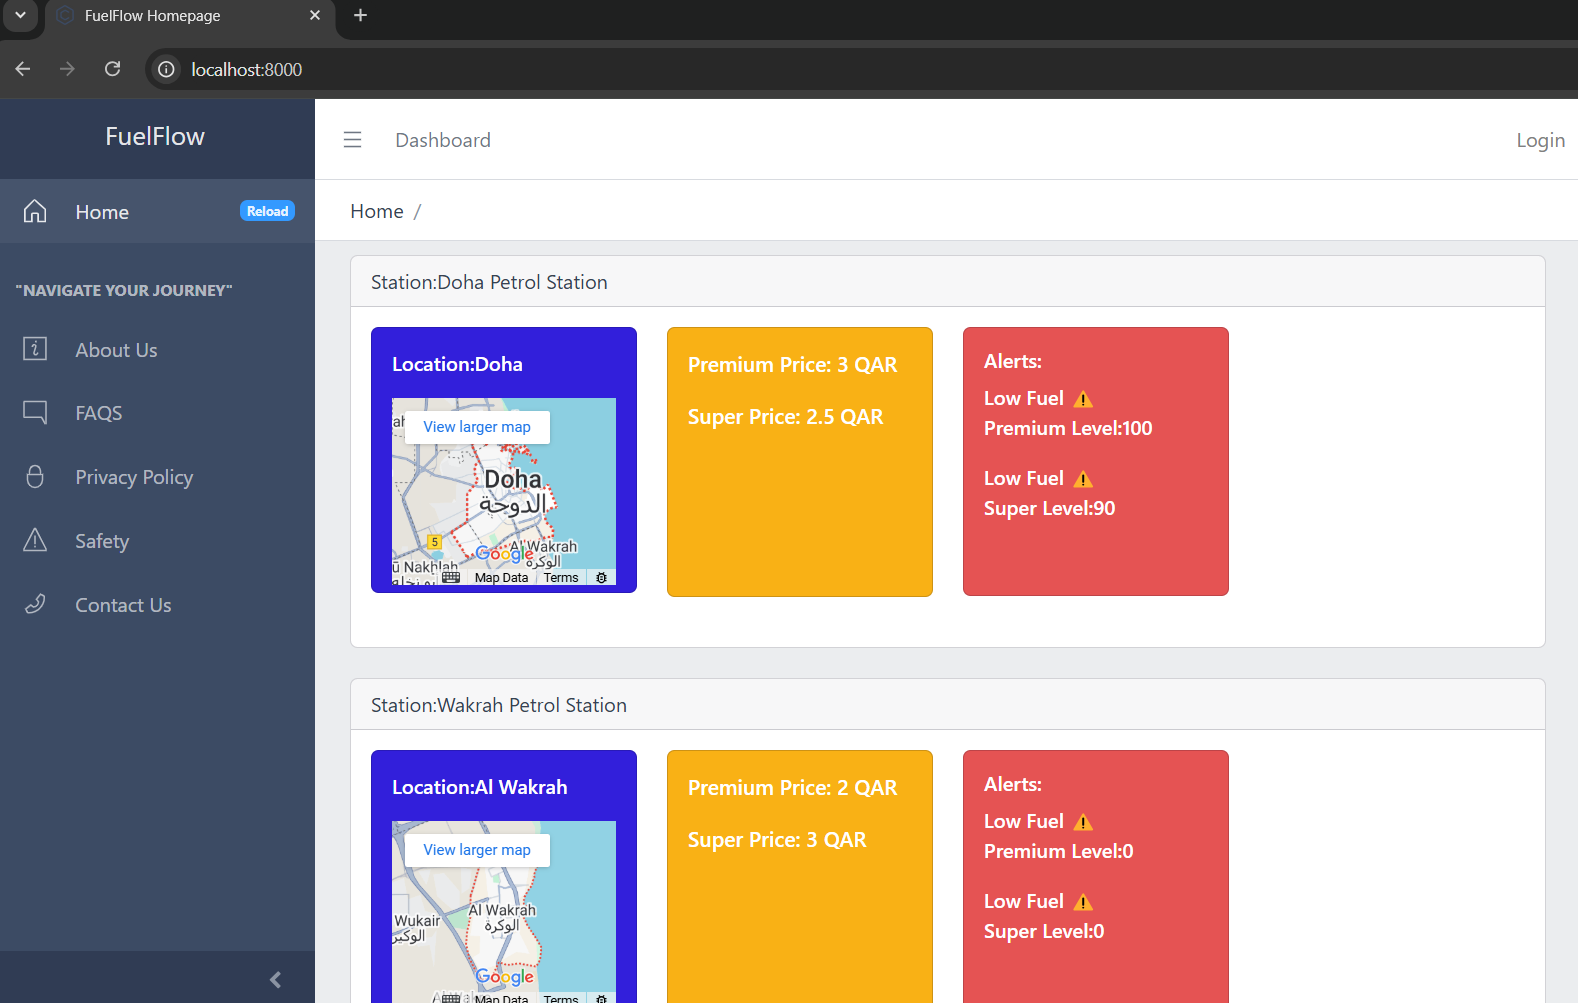 FuelFlow Homepage
localhost:8000
FuelFlow
Dashboard
Login
Home
Reload
Home /
"NAVIGATE YOUR JOURNEY"
About Us
FAQS
Privacy Policy
Safety
Contact Us
Station:Doha Petrol Station
Location:Doha
View larger map
Doha
الدوحة
5
Al Wakrah
الوكرة
Google
Map Data
Terms
Premium Price: 3 QAR
Super Price: 2.5 QAR
Alerts:
Low Fuel ⚠️
Premium Level:100
Low Fuel ⚠️
Super Level:90
Station:Wakrah Petrol Station
Location:Al Wakrah
View larger map
Al Wakrah
الوكرة
Wukair
الوكير
Google
Map Data
Terms
Premium Price: 2 QAR
Super Price: 3 QAR
Alerts:
Low Fuel ⚠️
Premium Level:0
Low Fuel ⚠️
Super Level:0